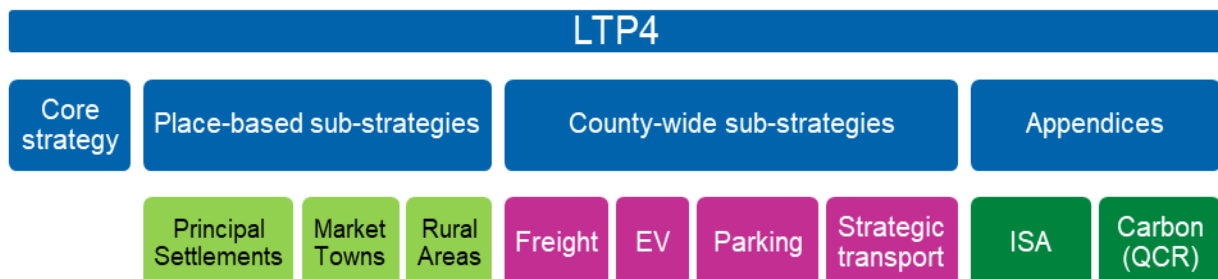 LTP4
Core
strategy
Place-based sub-strategies
County-wide sub-strategies
Appendices
Principal
Settlements
Market
Towns
Rural
Areas
Freight
EV
Parking
Strategic
transport
ISA
Carbon
(QCR)